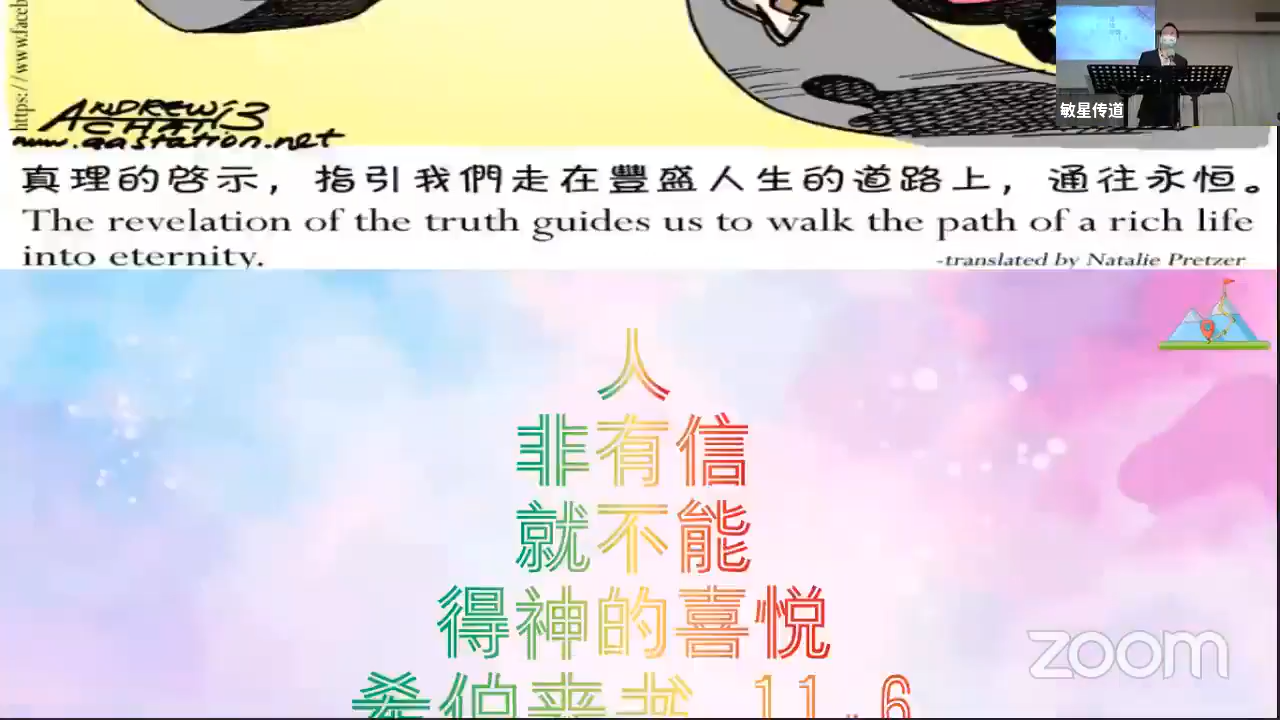 https://www.faceb
ANDREW
www.aastation.net
敏星传道
真理的啓示，指引我們走在豐盛人生的道路上，通往永恒。
The revelation of the truth guides us to walk the path of a rich life
into eternity.
-translated by Natalie Pretzer
人
非有信
就不能
得神的喜悦
希伯来书 11：6
zoom